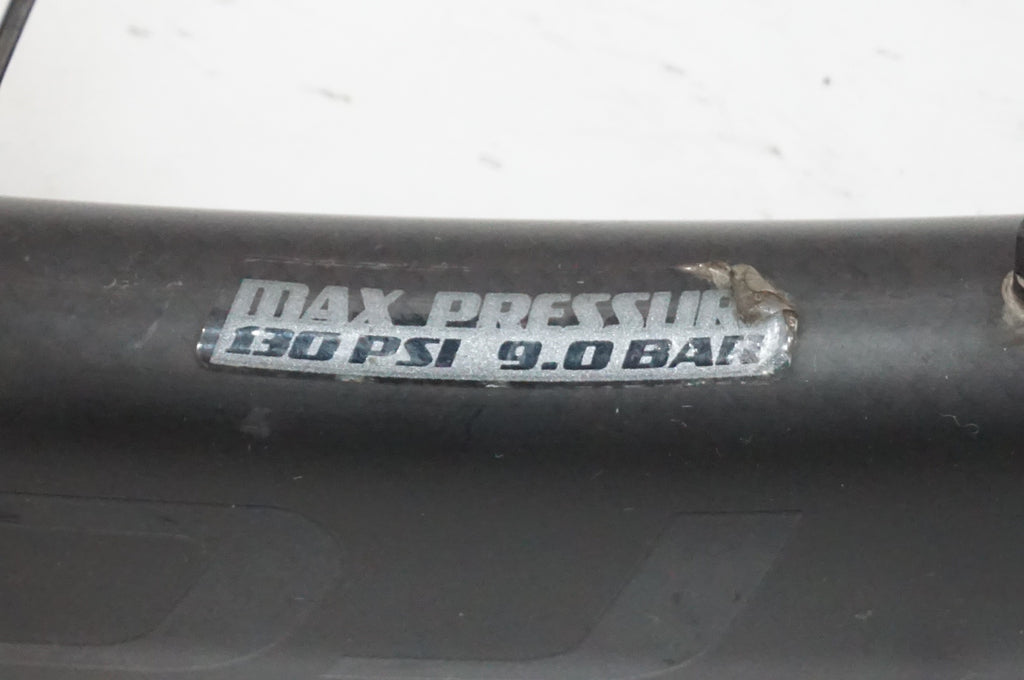 MAX PRESSUR
130 PSI 9.0 BAR